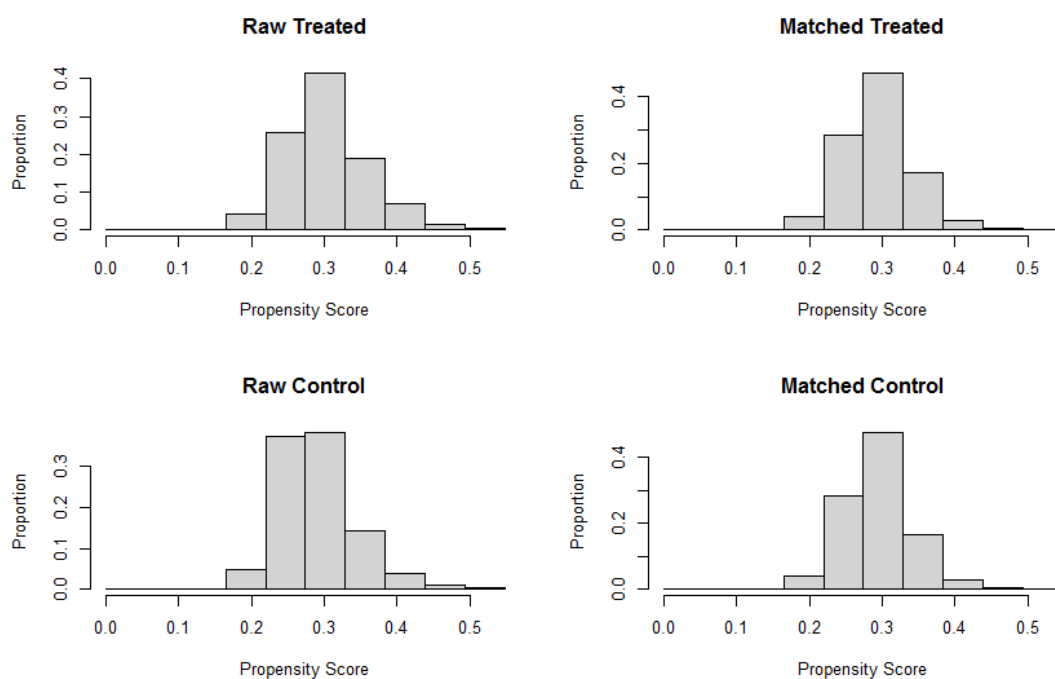 Raw Treated
Proportion
0.0 0.1 0.2 0.3 0.4
0.0 0.1 0.2 0.3 0.4 0.5
Propensity Score
Matched Treated
Proportion
0.0 0.2 0.4
0.0 0.1 0.2 0.3 0.4 0.5
Propensity Score
Raw Control
Proportion
0.0 0.1 0.2 0.3
0.0 0.1 0.2 0.3 0.4 0.5
Propensity Score
Matched Control
Proportion
0.0 0.2 0.4
0.0 0.1 0.2 0.3 0.4 0.5
Propensity Score